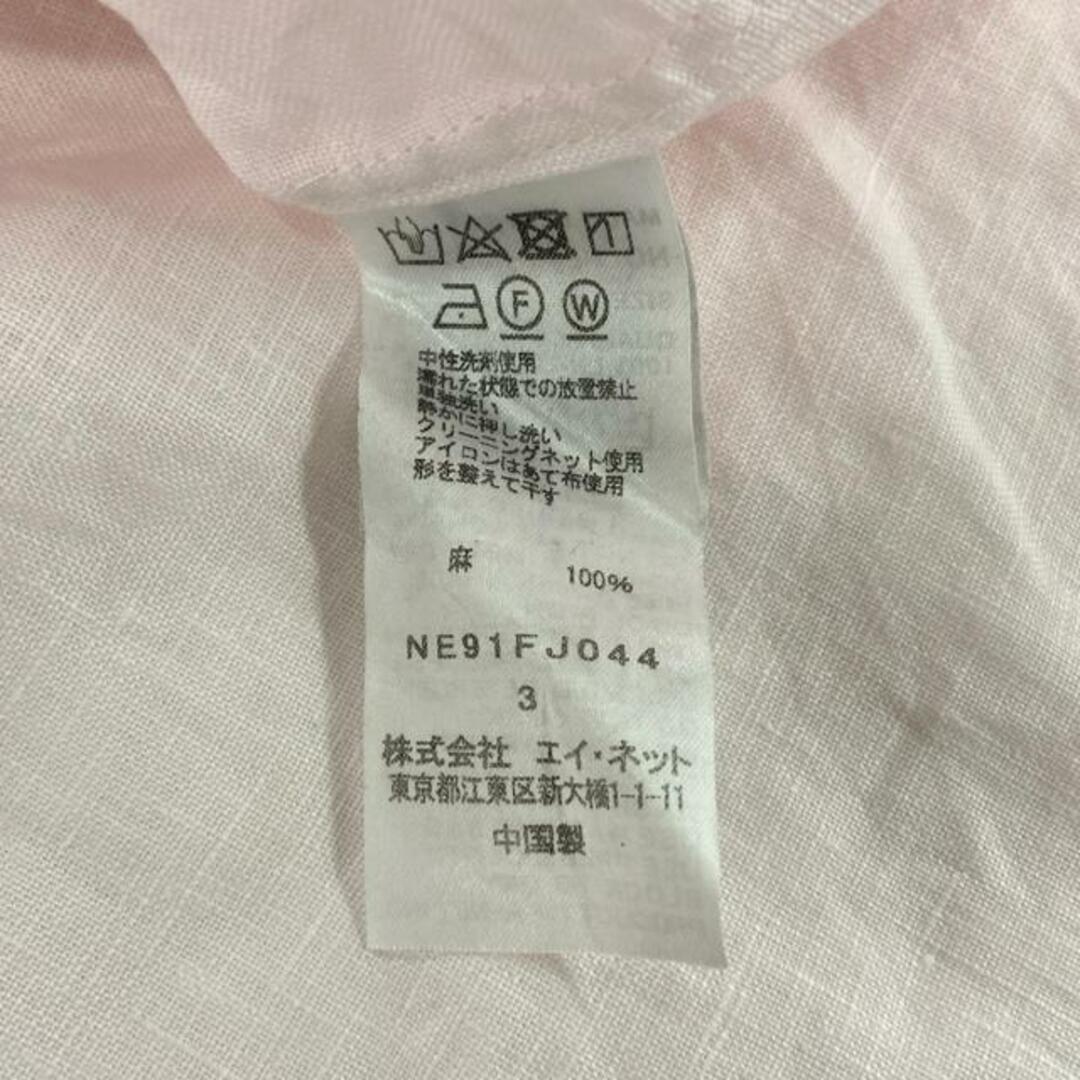 F W
中性洗剤使用
濡れた状態での放置禁止
単独洗い
静かに押し洗い
クリーニングネット使用
アイロンはあて布使用
形を整えて干す
麻 100%
NE91FJ044
3
株式会社 エイ・ネット
東京都江東区新大橋1-1-11
中国製